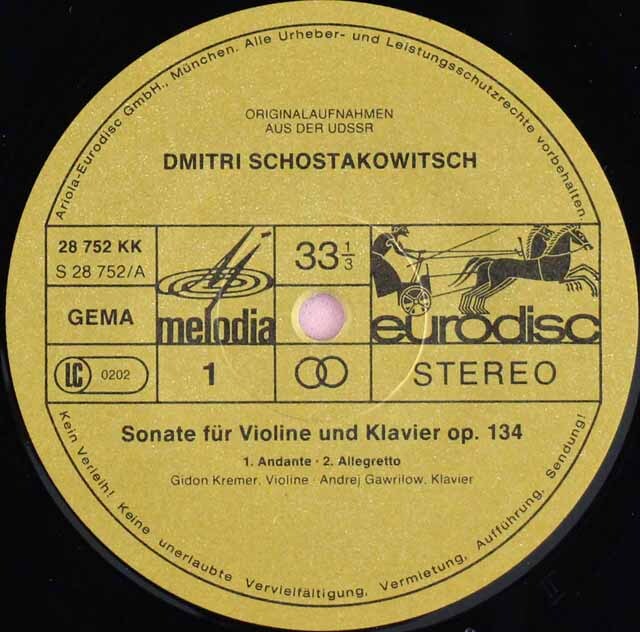 Ariola-Eurodisc GmbH., München. Alle Urheber- und Leistungsschutzrechte vorbehalten.
ORIGINALAUFNAHMEN
AUS DER UDSSR
DMITRI SCHOSTAKOWITSCH
28 752 KK
S 28 752/A
33 1/3
GEMA
melodia
eurodisc
LC 0202
1
STEREO
Sonate für Violine und Klavier op. 134
1. Andante · 2. Allegretto
Gidon Kremer, Violine · Andrej Gawrilow, Klavier
Kein Verleih! Keine unerlaubte Vervielfältigung, Vermietung, Aufführung, Sendung!